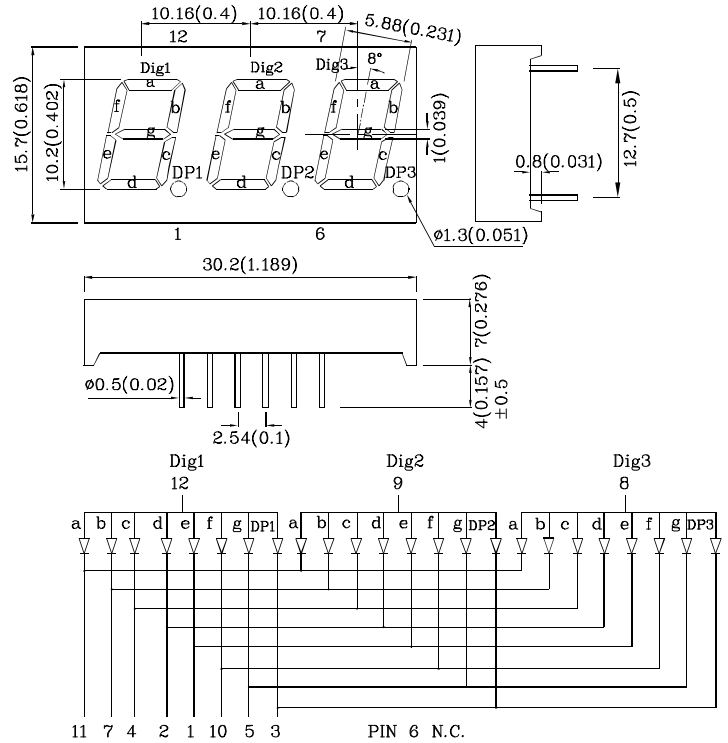 10.16(0.4) 10.16(0.4) 5.88(0.231)
12 7
Dig1 Dig2 Dig3 8°
a a a
f b f b f b
g g g
e c e c e c
d d d
DP1 DP2 DP3
15.7(0.618)
10.2(0.402)
1(0.039)
0.8(0.031)
12.7(0.5)
1 6
ø1.3(0.051)
30.2(1.189)
7(0.276)
ø0.5(0.02)
4(0.157)
±0.5
2.54(0.1)
Dig1 Dig2 Dig3
12 9 8
a b c d e f g DP1 a b c d e f g DP2 a b c d e f g DP3
11 7 4 2 1 10 5 3 PIN 6 N.C.